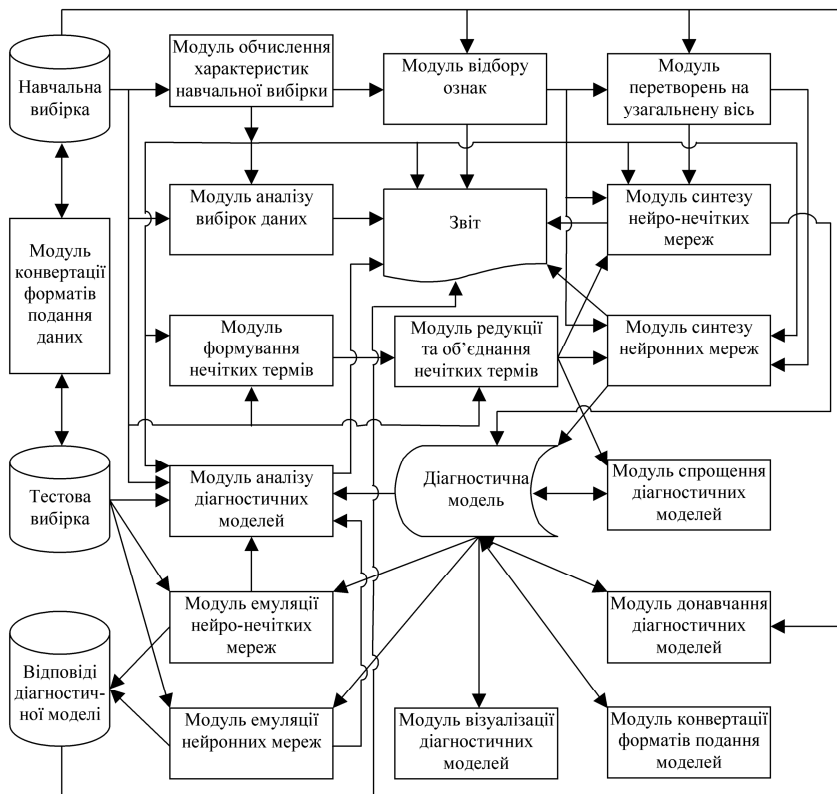 Навчальна
вибірка
Модуль обчислення
характеристик
навчальної вибірки
Модуль відбору
ознак
Модуль
перетворень на
узагальнену вісь
Модуль
конвертації
форматів
подання
даних
Модуль аналізу
вибірок даних
Звіт
Модуль синтезу
нейро-нечітких
мереж
Модуль
формування
нечітких термів
Модуль редукції
та об’єднання
нечітких термів
Модуль синтезу
нейронних мереж
Тестова
вибірка
Модуль аналізу
діагностичних
моделей
Діагностична
модель
Модуль спрощення
діагностичних
моделей
Відповіді
діагностич-
ної моделі
Модуль емуляції
нейро-нечітких
мереж
Модуль донавчання
діагностичних
моделей
Модуль емуляції
нейронних мереж
Модуль візуалізації
діагностичних
моделей
Модуль конвертації
форматів подання
моделей